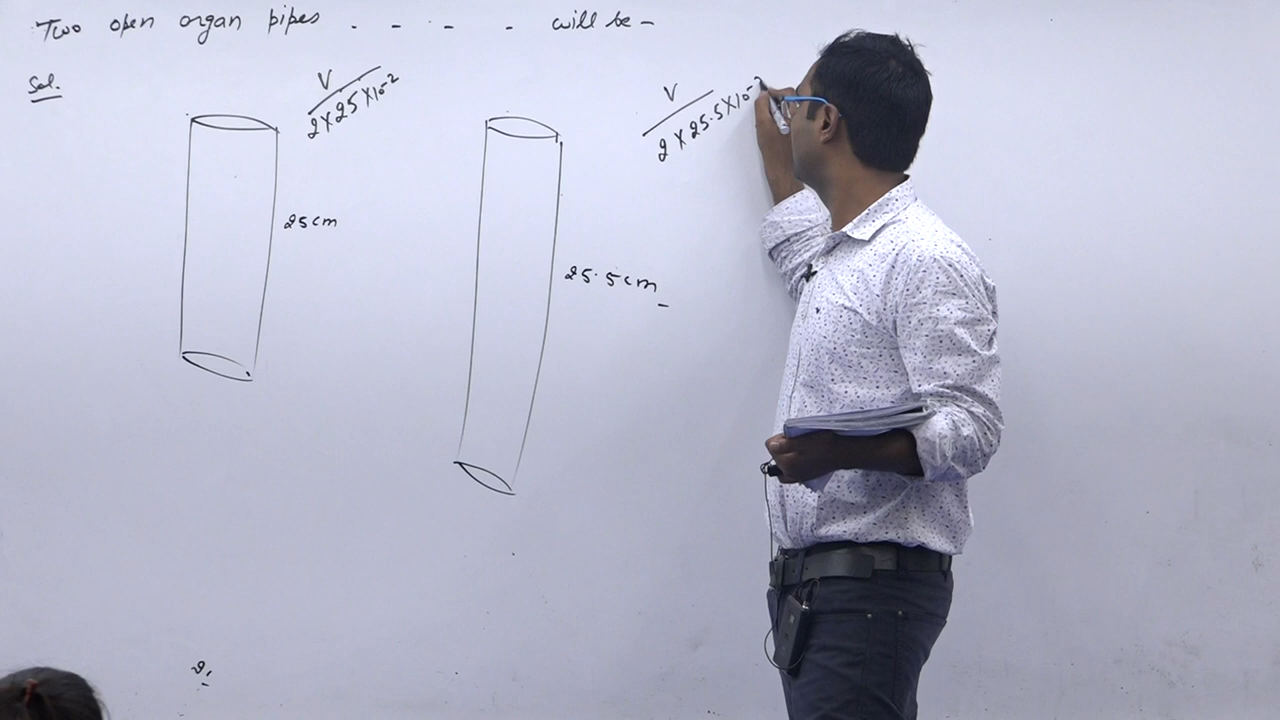 Two open organ pipes . - - - . will be -
Sol.
V
2 X 25 X 10-2
V
2 X 25.5 X 10-2
25 cm
25.5 cm